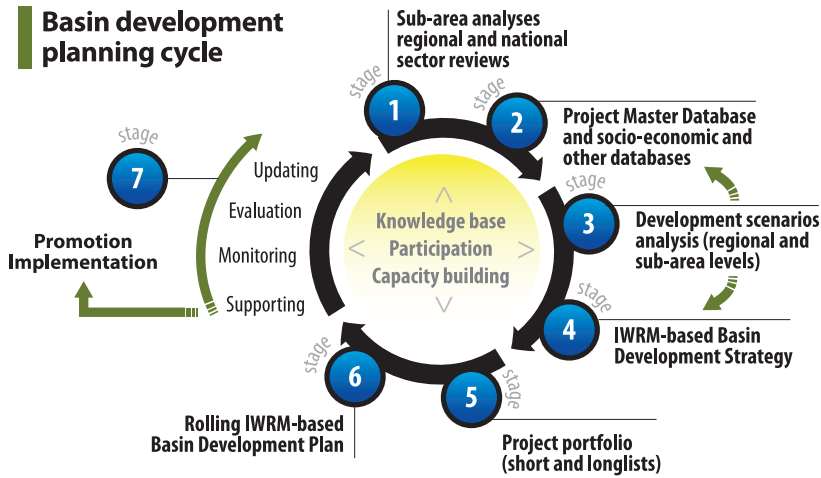 Basin development
planning cycle
stage
1
Sub-area analyses
regional and national
sector reviews
stage
2
Project Master Database
and socio-economic and
other databases
stage
3
Development scenarios
analysis (regional and
sub-area levels)
stage
4
IWRM-based Basin
Development Strategy
stage
5
Project portfolio
(short and longlists)
stage
6
Rolling IWRM-based
Basin Development Plan
stage
7
Updating
Evaluation
Monitoring
Supporting
Promotion
Implementation
Knowledge base
Participation
Capacity building